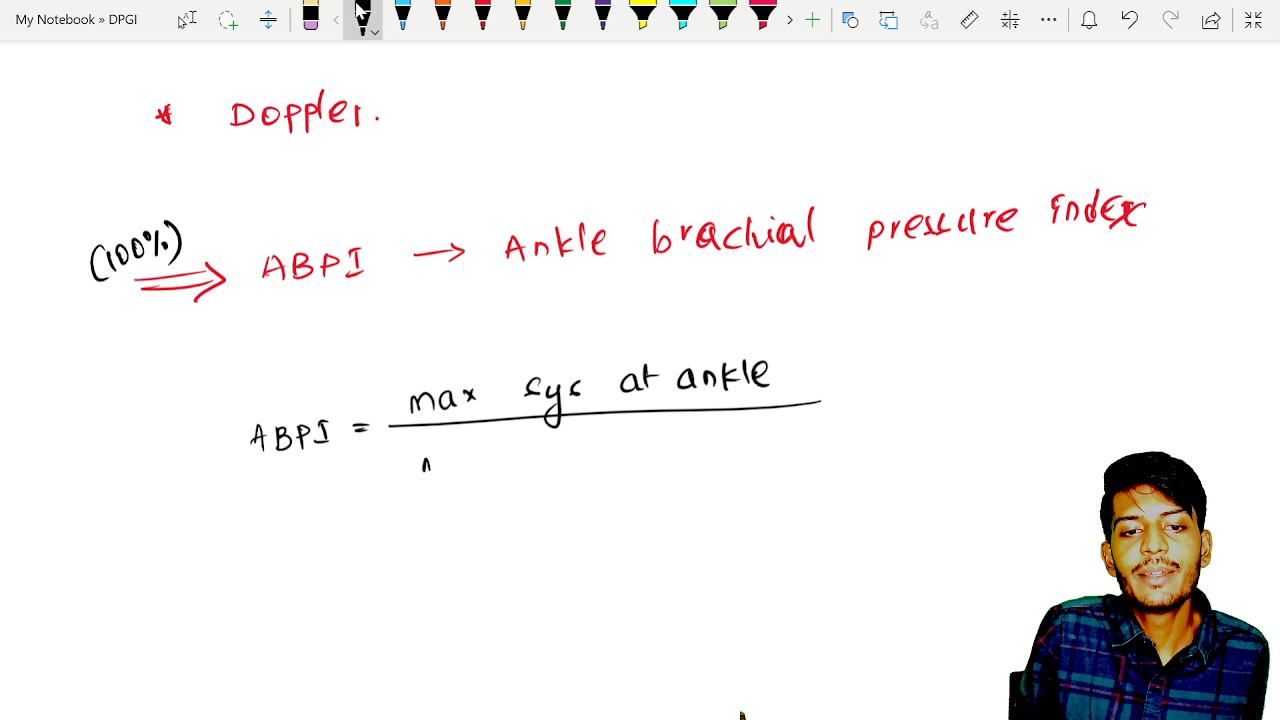 My Notebook » DPGI
* Doppler.
(100%)
⇒ ABPI → Ankle brachial pressure index
max sys at ankle
ABPI =